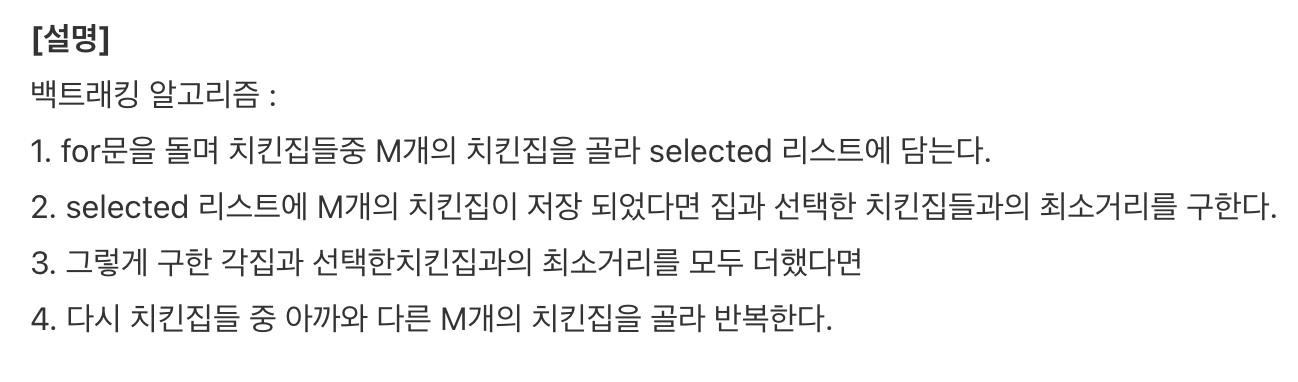 [설명]
백트래킹 알고리즘 :
1. for문을 돌며 치킨집들중 M개의 치킨집을 골라 selected 리스트에 담는다.
2. selected 리스트에 M개의 치킨집이 저장 되었다면 집과 선택한 치킨집들과의 최소거리를 구한다.
3. 그렇게 구한 각집과 선택한치킨집과의 최소거리를 모두 더했다면
4. 다시 치킨집들 중 아까와 다른 M개의 치킨집을 골라 반복한다.